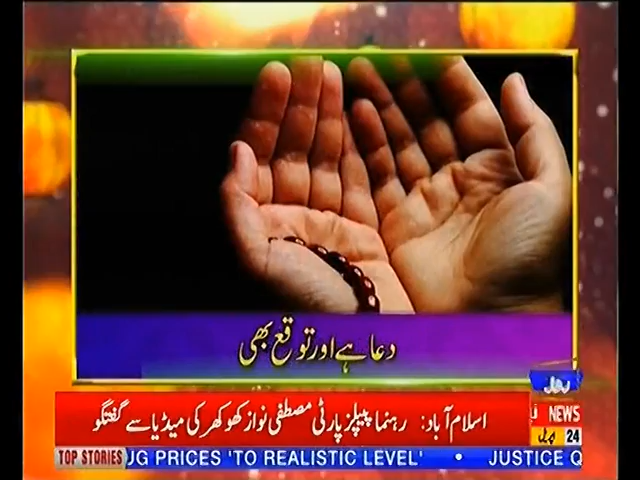 دعا ہے اور توقع بھی
اسلام آباد: رہنما پیپلز پارٹی مصطفیٰ نواز کھوکھر کی میڈیا سے گفتگو
NEWS
24 اپریل
TOP STORIES
UG PRICES 'TO REALISTIC LEVEL' • JUSTICE Q